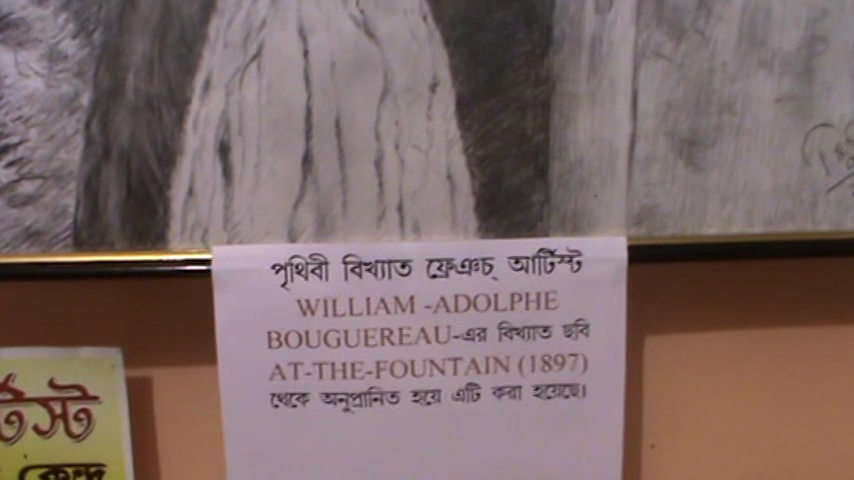 পৃথিবী বিখ্যাত ফ্রেঞ্চ্ আর্টিস্ট
WILLIAM -ADOLPHE
BOUGUEREAU-এর বিখ্যাত ছবি
AT-THE-FOUNTAIN (1897)
থেকে অনুপ্রানিত হয়ে এটি করা হয়েছে।
র্টিস্ট
কেন্দ্র